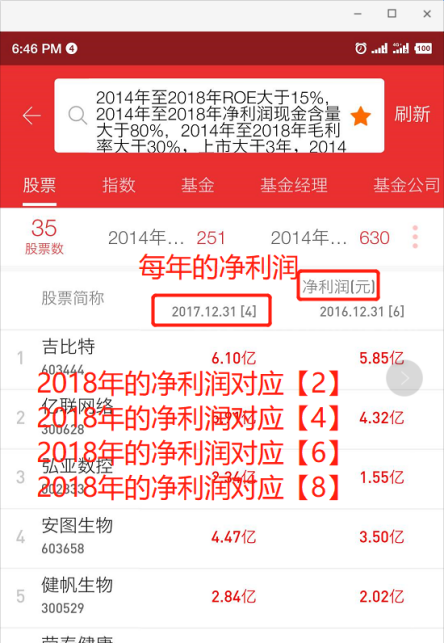 6:46 PM 4
100
2014年至2018年ROE大于15%,
2014年至2018年净利润现金含量
大于80%, 2014年至2018年毛利
率大于30%, 上市大于3年, 2014
刷新
股票 指数 基金 基金经理 基金公司
35
股票数
2014年... 251 2014年... 630
每年的净利润
股票简称
净利润(元)
2017.12.31 [4] 2016.12.31 [6]
1 吉比特 6.10亿 5.85亿
603444
2018年的净利润对应【2】
2 亿联网络 4.32亿
300628
2018年的净利润对应【4】
2018年的净利润对应【6】
3 弘亚数控 1.55亿
002833
2018年的净利润对应【8】
4 安图生物 4.47亿 3.50亿
603658
5 健帆生物 2.84亿 2.02亿
300529